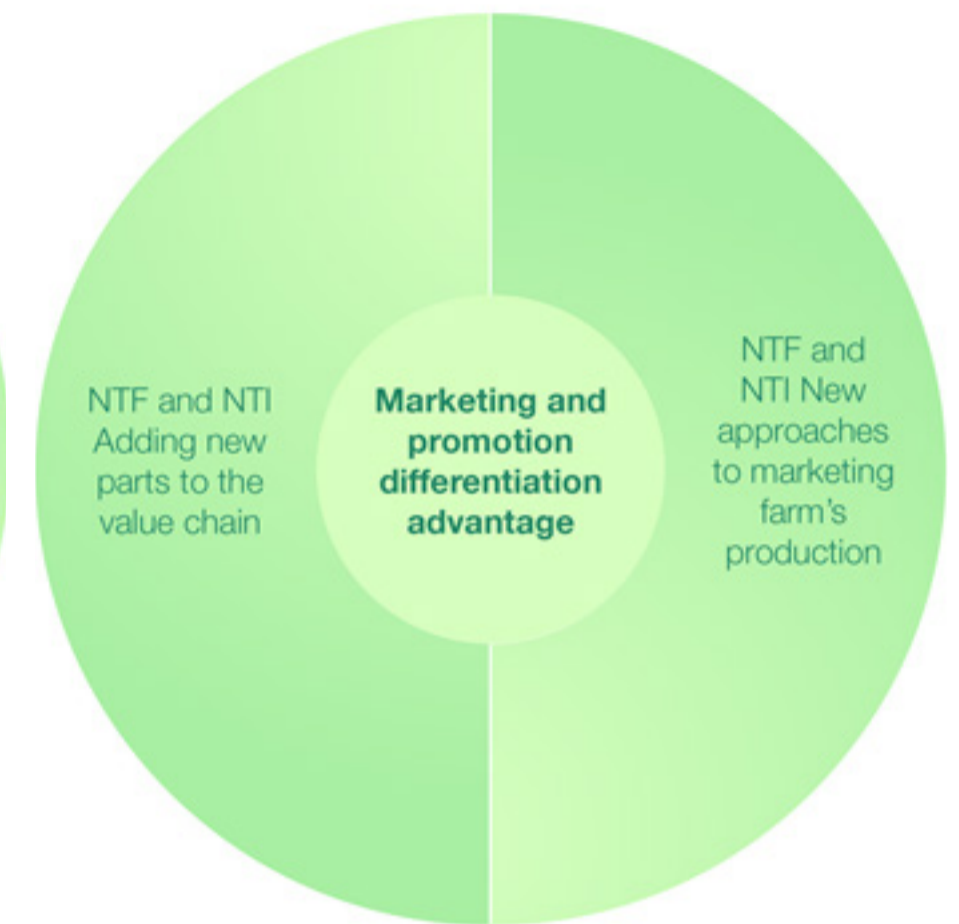 NTF and NTI
Adding new
parts to the
value chain
Marketing and
promotion
differentiation
advantage
NTF and
NTI New
approaches
to marketing
farm's
production